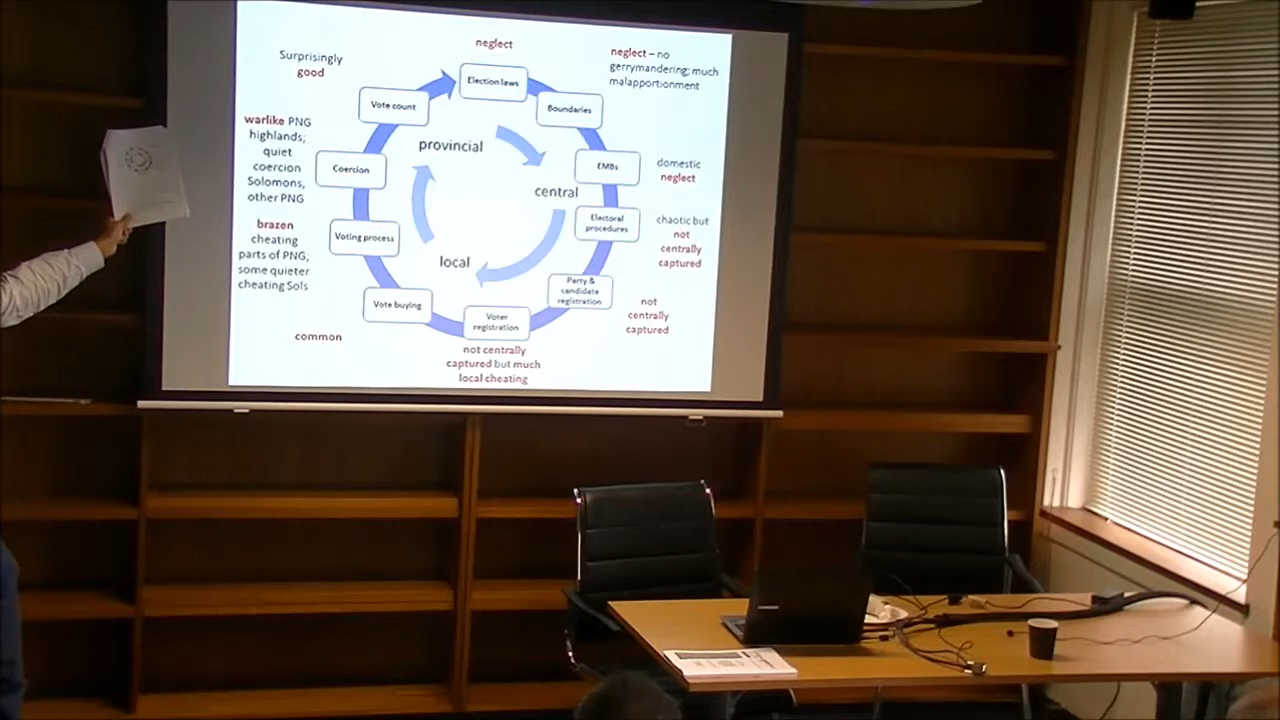 neglect
Election laws
neglect – no
gerrymandering; much
malapportionment
Boundaries
EMBs
domestic
neglect
Electoral
procedures
chaotic but
not
centrally
captured
Party &
candidate
registration
not
centrally
captured
Voter
registration
not centrally
captured but much
local cheating
Vote buying
common
Voting process
brazen
cheating
parts of PNG;
some quieter
cheating Sols
Coercion
warlike PNG
highlands;
quiet
coercion
Solomons,
other PNG
Vote count
Surprisingly
good
provincial
central
local